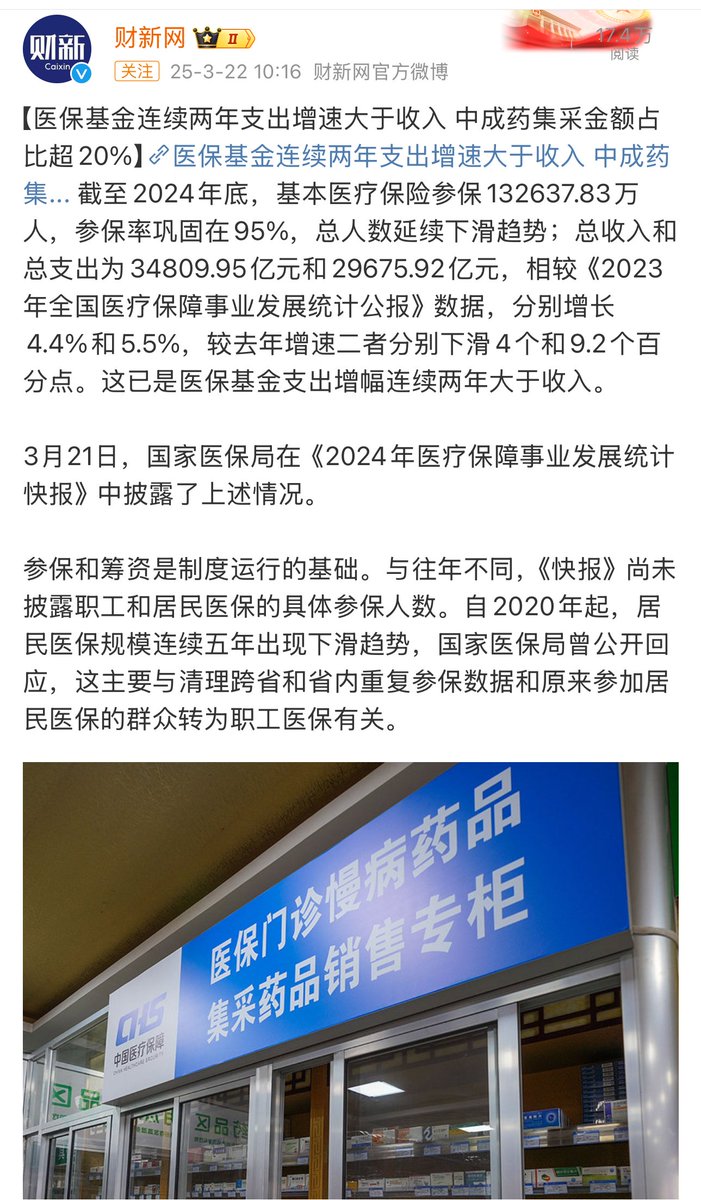 财新
Caixin
财新网
II
17.4万
阅读
关注 25-3-22 10:16 财新网官方微博
【医保基金连续两年支出增速大于收入 中成药集采金额占
比超20%】医保基金连续两年支出增速大于收入 中成药
集... 截至2024年底，基本医疗保险参保132637.83万
人，参保率巩固在95%，总人数延续下滑趋势；总收入和
总支出为34809.95亿元和29675.92亿元，相较《2023
年全国医疗保障事业发展统计公报》数据，分别增长
4.4%和5.5%，较去年增速二者分别下滑4个和9.2个百
分点。这已是医保基金支出增幅连续两年大于收入。
3月21日，国家医保局在《2024年医疗保障事业发展统计
快报》中披露了上述情况。
参保和筹资是制度运行的基础。与往年不同，《快报》尚未
披露职工和居民医保的具体参保人数。自2020年起，居
民医保规模连续五年出现下滑趋势，国家医保局曾公开回
应，这主要与清理跨省和省内重复参保数据和原来参加居
民医保的群众转为职工医保有关。
医保门诊慢病药品
集采药品销售专柜
CHS
中国医疗保障
CHINA HEALTHCARE SECURITY
区
药品区